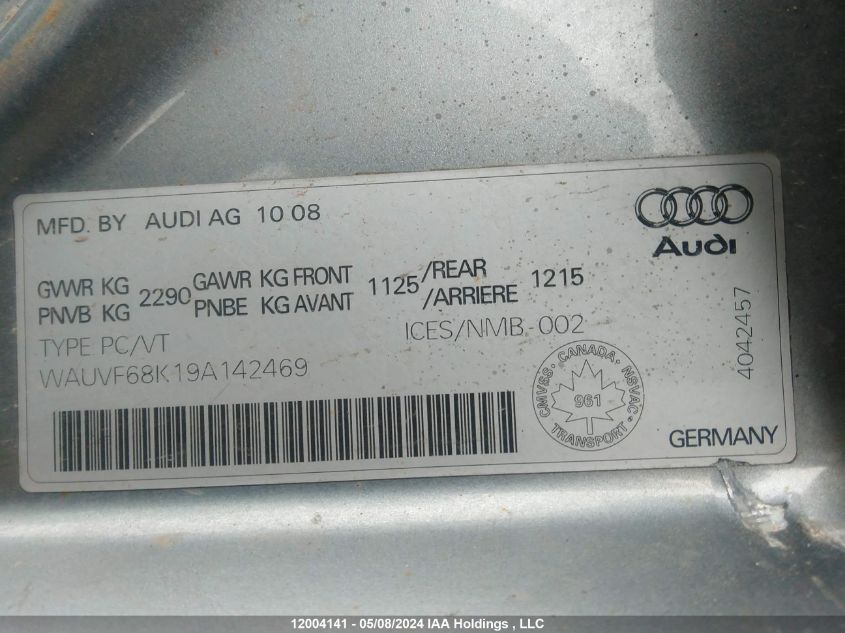 MFD. BY AUDI AG 10 08
Audi
GVWR KG 2290 GAWR KG FRONT 1125 /REAR 1215
PNVB KG PNBE KG AVANT /ARRIERE
TYPE PC/VT ICES/NMB-002
WAUVF68K19A142469
4042457
CANADA
CMVSS NSVAC
961
TRANSPORT
GERMANY
12004141 - 05/08/2024 IAA Holdings , LLC